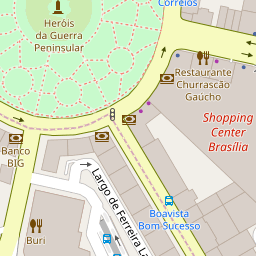 Correios
Heróis
da Guerra
Peninsular
Restaurante
Churrascão
Gaucho
Shopping
Center
Brasília
Banco
BIG
Largo de Ferreira La
Boavista
Bom Sucesso
Buri